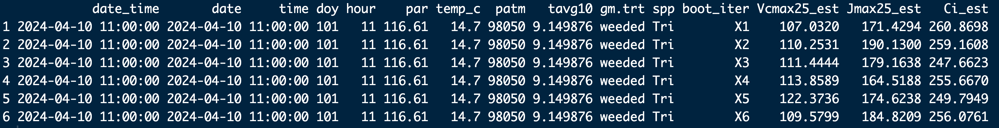 date_time date time doy hour par temp_c patm tavg10 gm.trt spp boot_iter Vcmax25_est Jmax25_est Ci_est
1 2024-04-10 11:00:00 2024-04-10 11:00:00 101 11 116.61 14.7 98050 9.149876 weeded Tri X1 107.0320 171.4294 260.8698
2 2024-04-10 11:00:00 2024-04-10 11:00:00 101 11 116.61 14.7 98050 9.149876 weeded Tri X2 110.2531 190.1300 259.1608
3 2024-04-10 11:00:00 2024-04-10 11:00:00 101 11 116.61 14.7 98050 9.149876 weeded Tri X3 111.4444 179.1638 247.6623
4 2024-04-10 11:00:00 2024-04-10 11:00:00 101 11 116.61 14.7 98050 9.149876 weeded Tri X4 113.8589 164.5188 255.6670
5 2024-04-10 11:00:00 2024-04-10 11:00:00 101 11 116.61 14.7 98050 9.149876 weeded Tri X5 122.3736 174.6238 249.7949
6 2024-04-10 11:00:00 2024-04-10 11:00:00 101 11 116.61 14.7 98050 9.149876 weeded Tri X6 109.5799 184.8209 256.0761